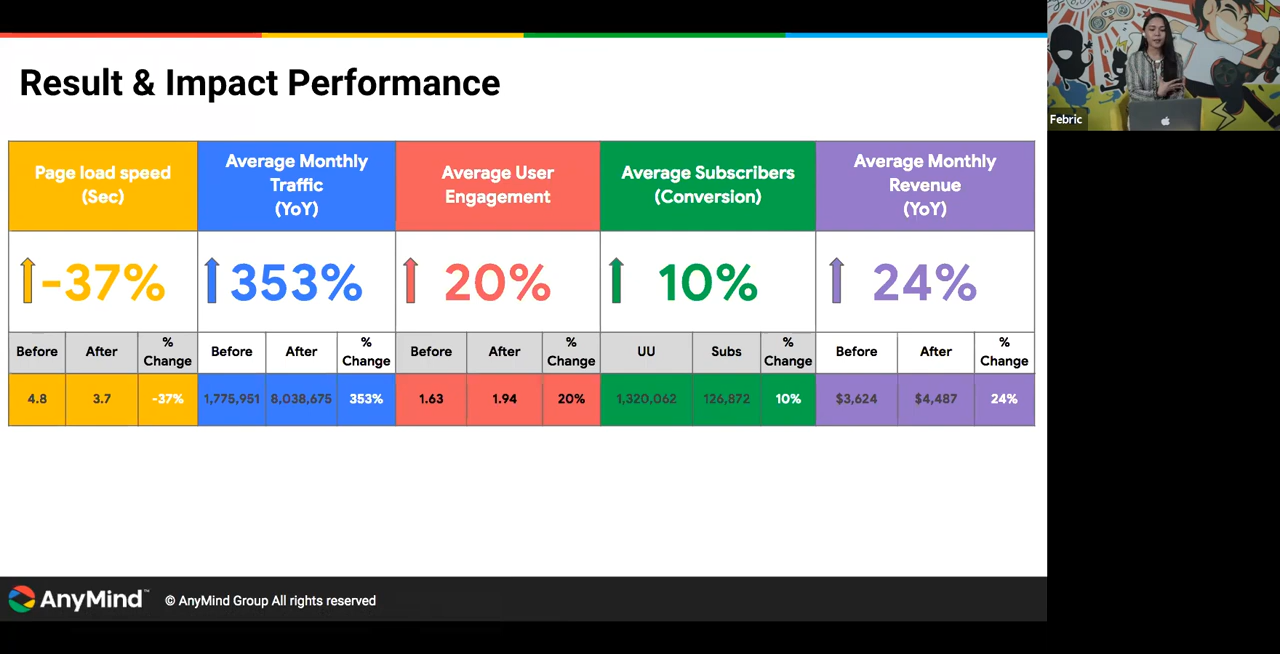 Result & Impact Performance
Febric
Page load speed
(Sec)
Average Monthly
Traffic
(YoY)
Average User
Engagement
Average Subscribers
(Conversion)
Average Monthly
Revenue
(YoY)
-37%
353%
20%
10%
24%
Before After % Change Before After % Change Before After % Change UU Subs % Change Before After % Change
4.8 3.7 -37% 1,775,951 8,038,675 353% 1.63 1.94 20% 1,320,062 126,872 10% $3,624 $4,487 24%
AnyMind™ © AnyMind Group All rights reserved